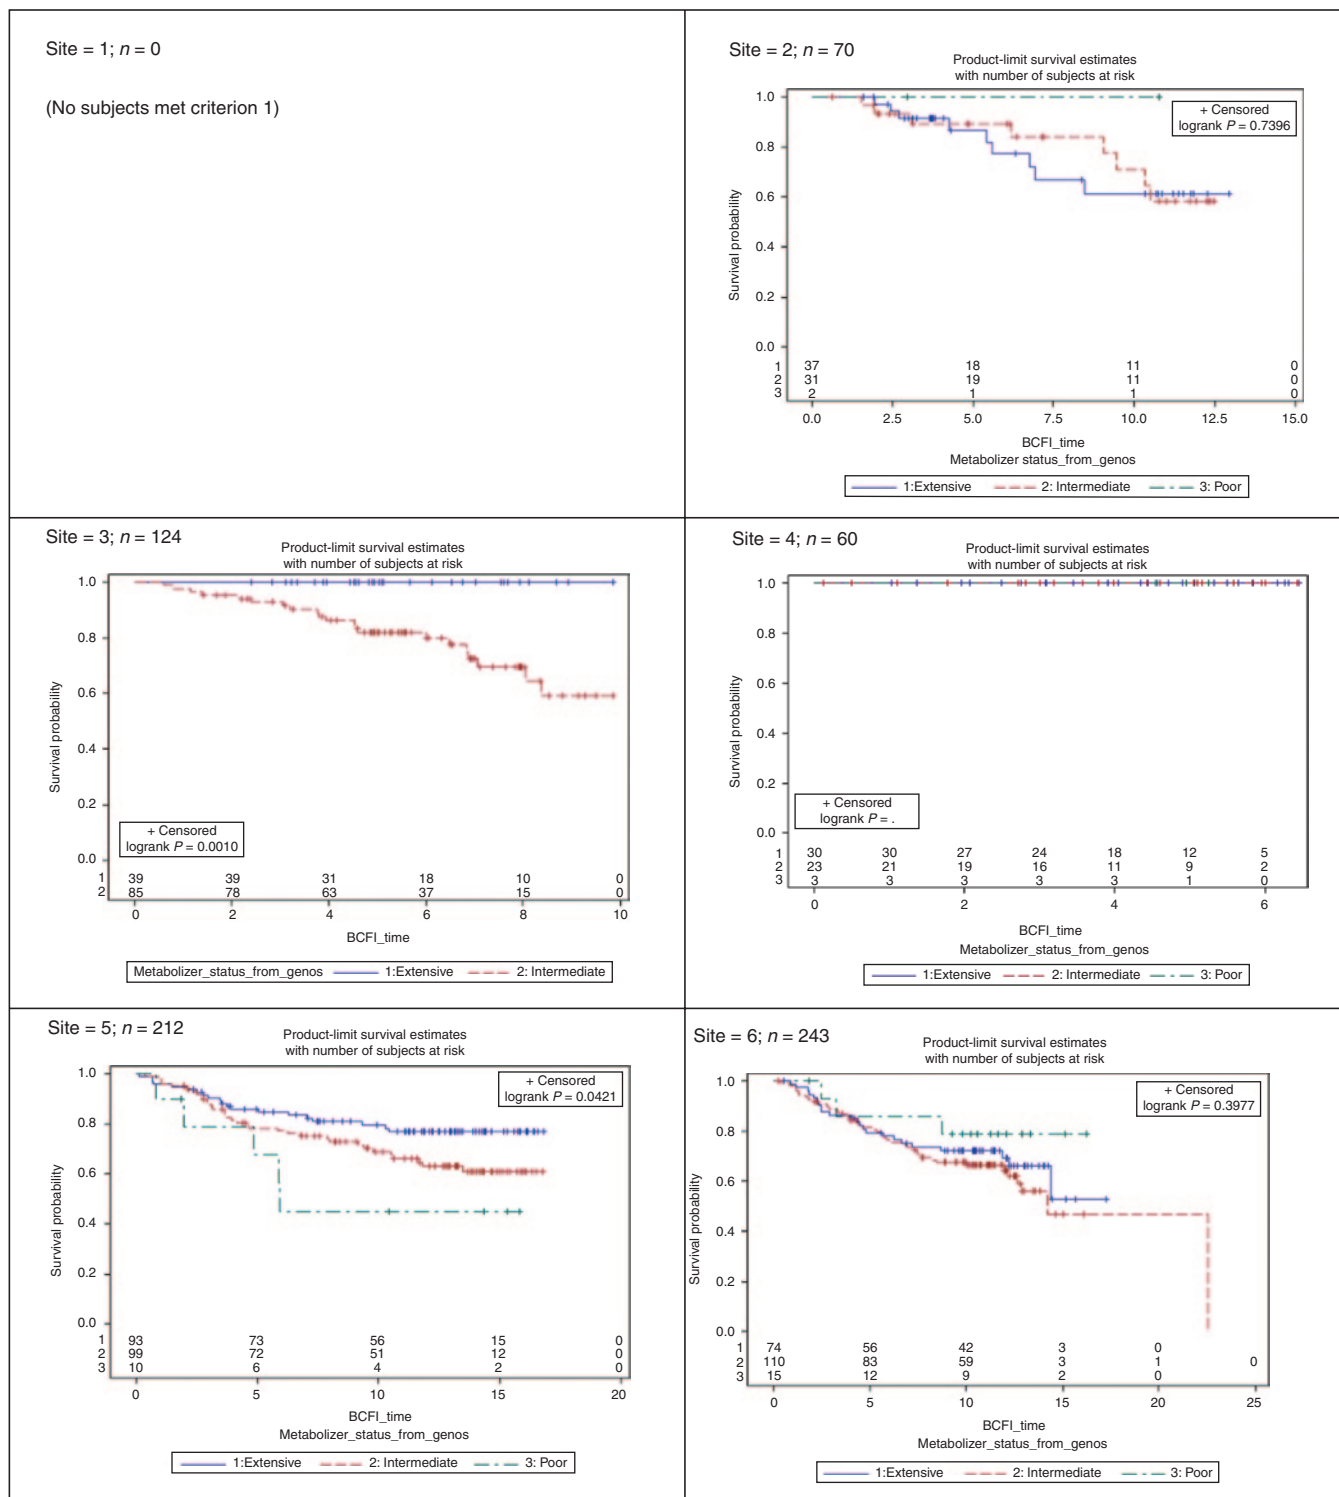 Site = 1; n = 0
(No subjects met criterion 1)
Site = 2; n = 70
Product-limit survival estimates
with number of subjects at risk
+ Censored
logrank P = 0.7396
Survival probability
1.0
0.8
0.6
0.4
0.2
0.0
1 37 18 11 0
2 31 19 11 0
3 2 1 1 0
0.0 2.5 5.0 7.5 10.0 12.5 15.0
BCFI_time
Metabolizer status_from_genos
1:Extensive 2: Intermediate 3: Poor
Site = 3; n = 124
Product-limit survival estimates
with number of subjects at risk
Survival probability
1.0
0.8
0.6
0.4
0.2
0.0
+ Censored
logrank P = 0.0010
1 39 39 31 18 10 0
2 85 78 63 37 15 0
0 2 4 6 8 10
BCFI_time
Metabolizer_status_from_genos 1:Extensive 2: Intermediate
Site = 4; n = 60
Product-limit survival estimates
with number of subjects at risk
Survival probability
1.0
0.8
0.6
0.4
0.2
0.0
+ Censored
logrank P = .
1 30 30 27 24 18 12 5
2 23 21 19 16 11 9 2
3 3 3 3 3 3 1 0
0 2 4 6
BCFI_time
Metabolizer_status_from_genos
1:Extensive 2: Intermediate 3: Poor
Site = 5; n = 212
Product-limit survival estimates
with number of subjects at risk
+ Censored
logrank P = 0.0421
Survival probability
1.0
0.8
0.6
0.4
0.2
0.0
1 93 73 56 15 0
2 99 72 51 12 0
3 10 6 4 2 0
0 5 10 15 20
BCFI_time
Metabolizer_status_from_genos
1:Extensive 2: Intermediate 3: Poor
Site = 6; n = 243
Product-limit survival estimates
with number of subjects at risk
+ Censored
logrank P = 0.3977
Survival probability
1.0
0.8
0.6
0.4
0.2
0.0
1 74 56 42 3 0
2 110 83 59 3 1 0
3 15 12 9 2 0
0 5 10 15 20 25
BCFI_time
Metabolizer_status_from_genos
1:Extensive 2: Intermediate 3: Poor